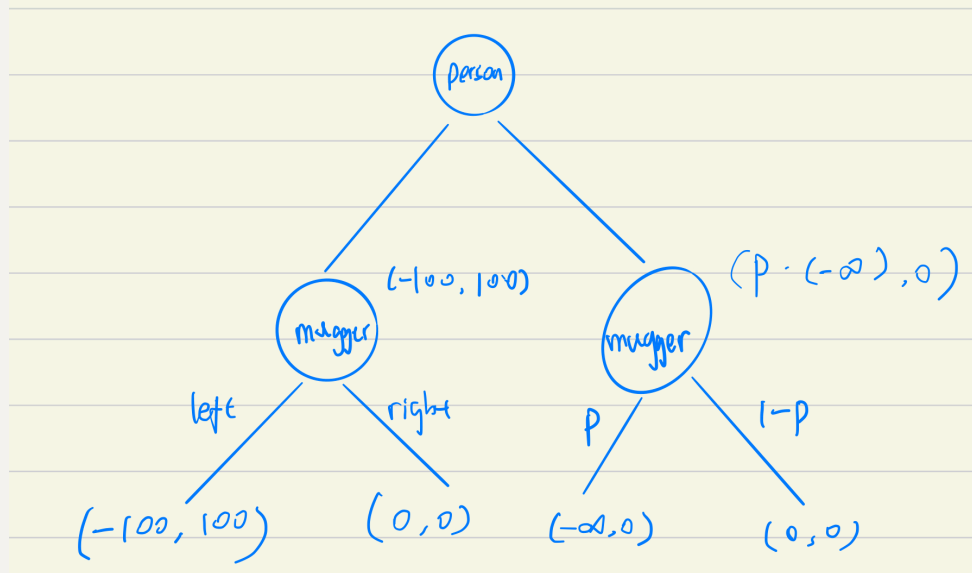 person
(-100, 100)
(p · (-∞), 0)
mugger
mugger
left
right
p
1-p
(-100, 100)
(0, 0)
(-∞, 0)
(0, 0)